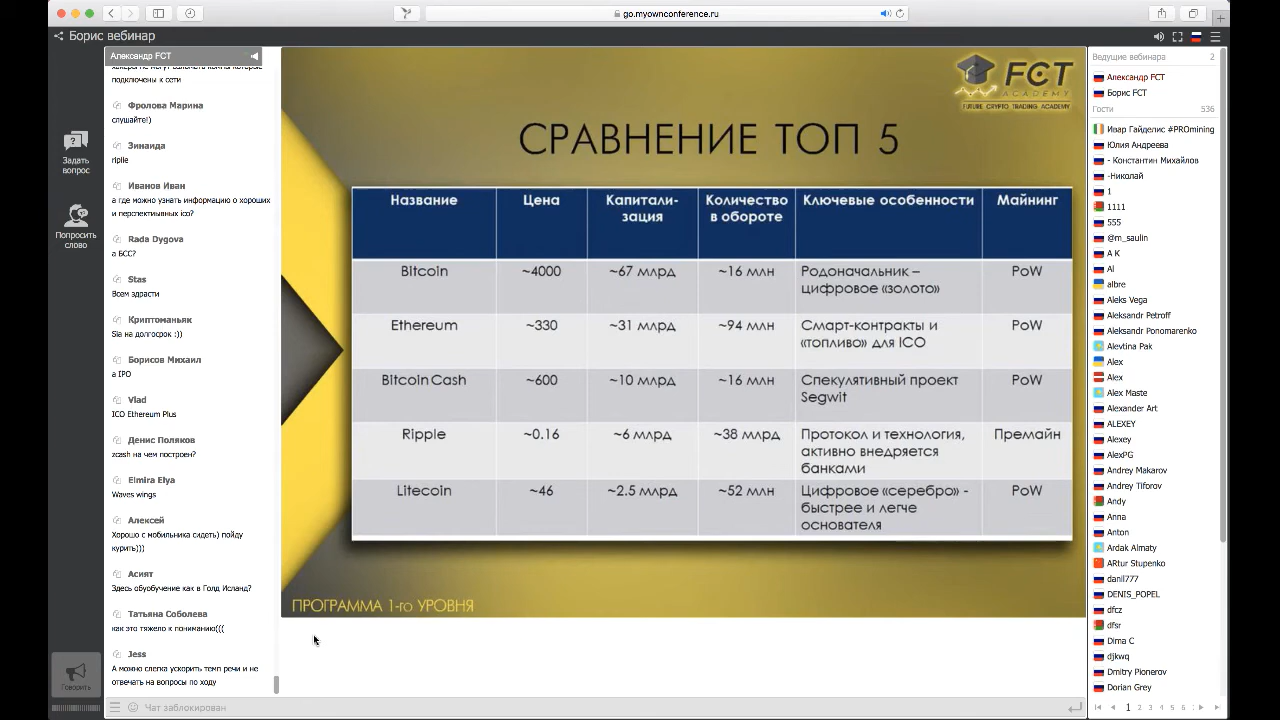 go.myownconference.ru
Борис вебинар
Задать
вопрос
Попросить
слово
Говорить
Александр FCT
подключены к сети
Фролова Марина
слушайте!)
Зинаида
riplle
Иванов Иван
а где можно узнать информацию о хороших
и перспективных ico?
Rada Dygova
а БСС?
Stas
Всем здрасти
Криптоманьяк
Sia на долгосрок :))
Борисов Михаил
а IPO
Vlad
ICO Ethereum Plus
Денис Поляков
zcash на чем построен?
Elmira Elya
Waves wings
Алексей
Хорошо с мобильника сидеть) пойду
курить)))
Асият
Здесь обуобучение как в Голд Исланд?
Татьяна Соболева
как это тяжело к пониманию(((
Jess
А можно слегка ускорить темп речи и не
отвечать на вопросы по ходу
Чат заблокирован
FCT
ACADEMY
FUTURE CRYPTO TRADING ACADEMY
СРАВНЕНИЕ ТОП 5
Название Цена Капитали-зация Количество в обороте Ключевые особенности Майнинг
Bitcoin ~4000 ~67 млрд ~16 млн Родоначальник – цифровое «золото» PoW
Ethereum ~330 ~31 млрд ~94 млн Смарт-контракты и «топливо» для ICO PoW
Bitcoin Cash ~600 ~10 млрд ~16 млн Спекулятивный проект Segwit PoW
Ripple ~0.16 ~6 млрд ~38 млрд Протокол и технология, активно внедряется банками Премайн
Litecoin ~46 ~2.5 млрд ~52 млн Цифровое «серебро» - быстрее и легче основателя PoW
ПРОГРАММА 1-го УРОВНЯ
Ведущие вебинара 2
Александр FCT
Борис FCT
Гости 536
Ивар Гайделис #PROmining
Юлия Андреева
- Константин Михайлов
-Николай
1
1111
555
@m_saulin
A K
Al
albre
Aleks Vega
Aleksandr Petroff
Aleksandr Ponomarenko
Alevtina Pak
Alex
Alex
Alex Maste
Alexander Art
ALEXEY
Alexey
AlexPG
Andrey Makarov
Andrey Tiforov
Andy
Anna
Anton
Ardak Almaty
ARtur Stupenko
danil777
DENIS_POPEL
dfcz
dfsr
Dima C
djkwq
Dmitry Pionerov
Dorian Grey
1 2 3 4 5 6